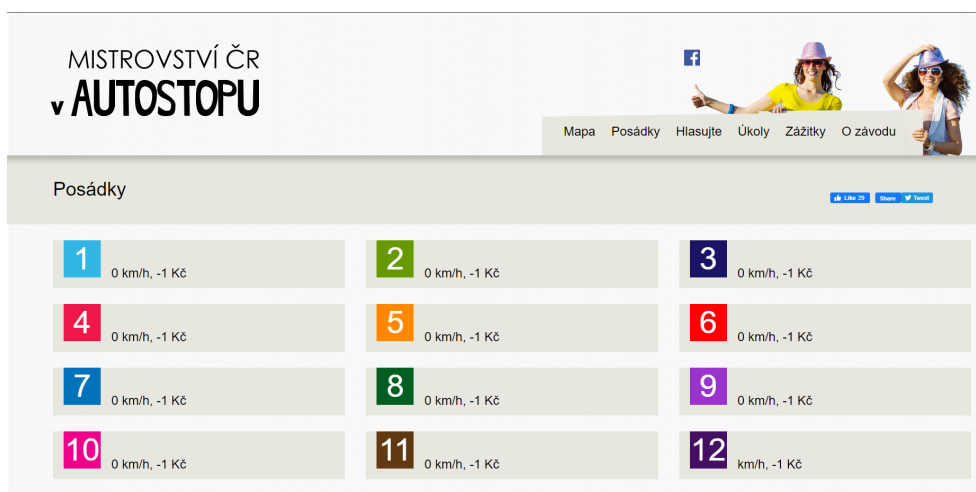 MISTROVSTVÍ ČR
v AUTOSTOPU
f
Mapa Posádky Hlasujte Úkoly Zážitky O závodu
Posádky
Like 29 Share Tweet
1 0 km/h, -1 Kč
2 0 km/h, -1 Kč
3 0 km/h, -1 Kč
4 0 km/h, -1 Kč
5 0 km/h, -1 Kč
6 0 km/h, -1 Kč
7 0 km/h, -1 Kč
8 0 km/h, -1 Kč
9 0 km/h, -1 Kč
10 0 km/h, -1 Kč
11 0 km/h, -1 Kč
12 km/h, -1 Kč